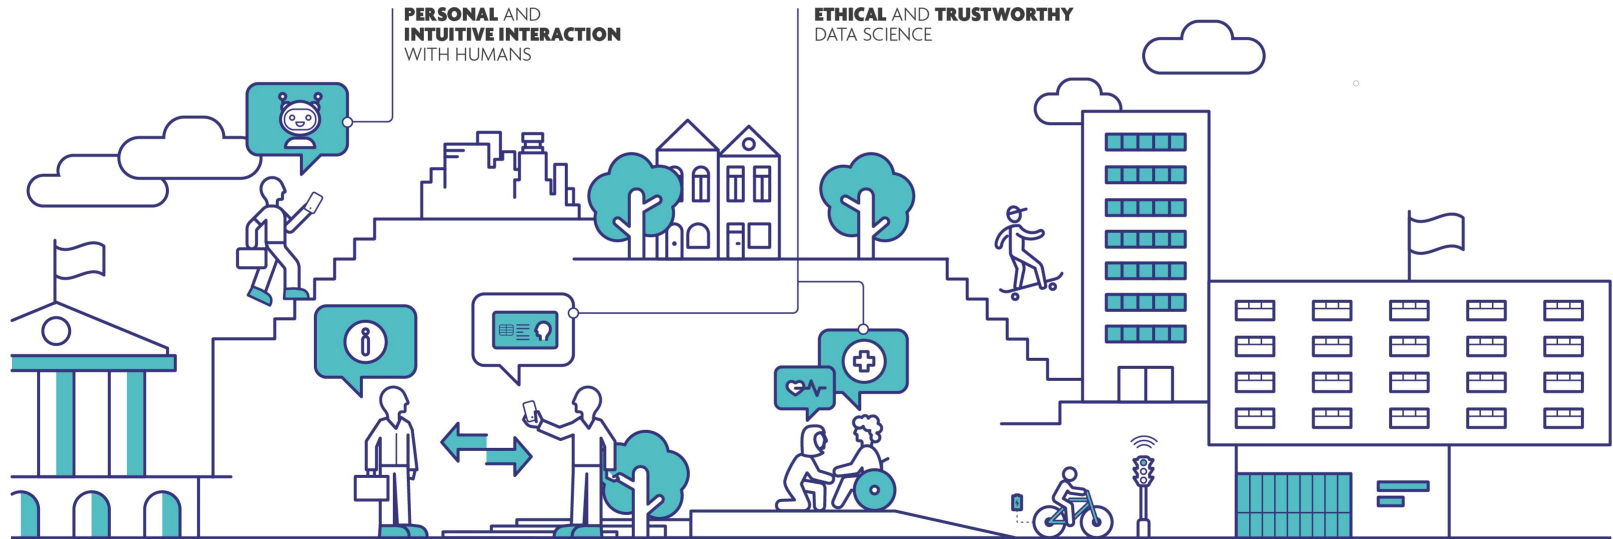 PERSONAL AND
INTUITIVE INTERACTION
WITH HUMANS
ETHICAL AND TRUSTWORTHY
DATA SCIENCE
i